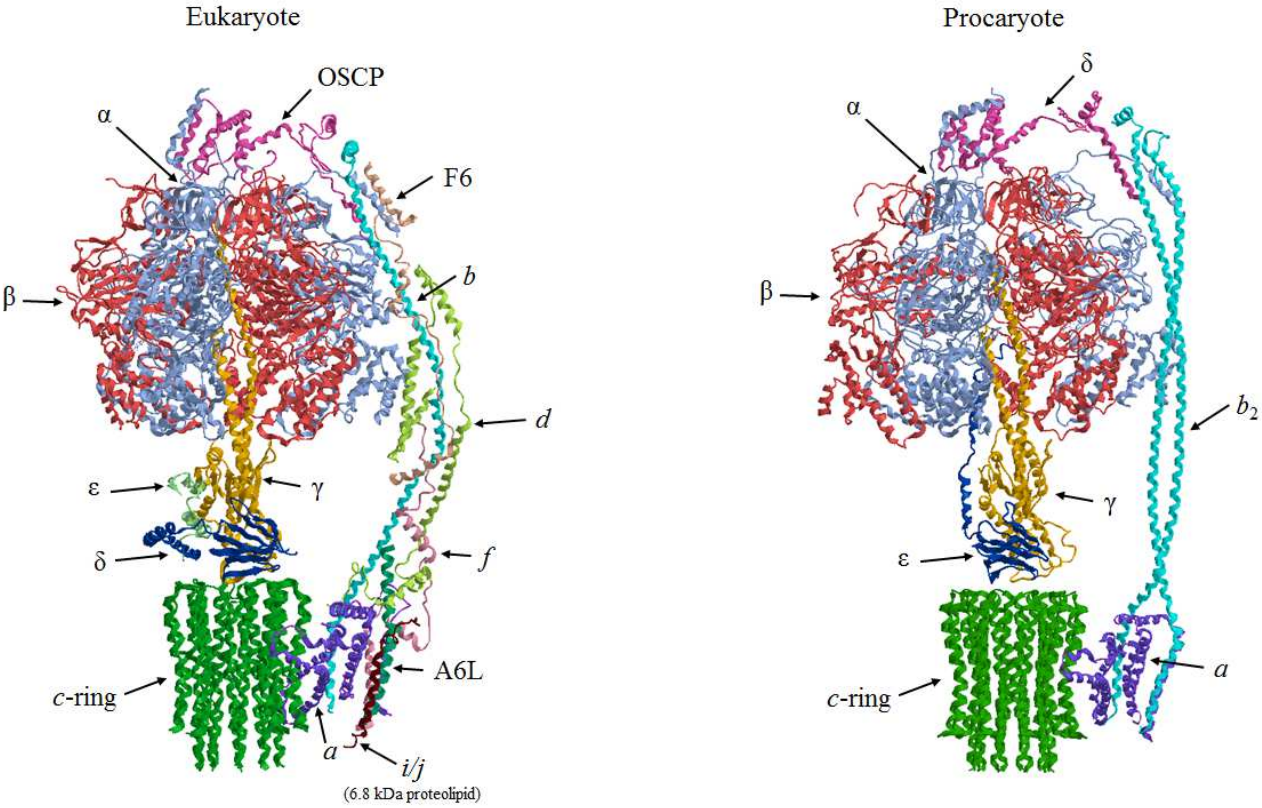 Eukaryote
OSCP
α
F6
b
β
d
ε
γ
δ
f
A6L
c-ring
a
i/j
(6.8 kDa proteolipid)
Procaryote
δ
α
β
b₂
γ
ε
a
c-ring